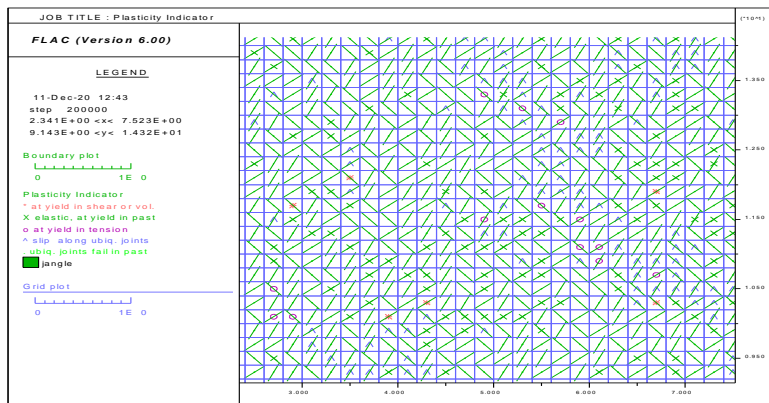 JOB TITLE : Plasticity Indicator
(*10^1)
FLAC (Version 6.00)
LEGEND
11-Dec-20 12:43
step 200000
2.341E+00 <x< 7.523E+00
9.143E+00 <y< 1.432E+01
Boundary plot
0 1E 0
Plasticity Indicator
* at yield in shear or vol.
X elastic, at yield in past
o at yield in tension
^ slip along ubiq. joints
ubiq. joints fail in past
jangle
Grid plot
0 1E 0
1.350
1.250
1.150
1.050
0.950
3.000 4.000 5.000 6.000 7.000